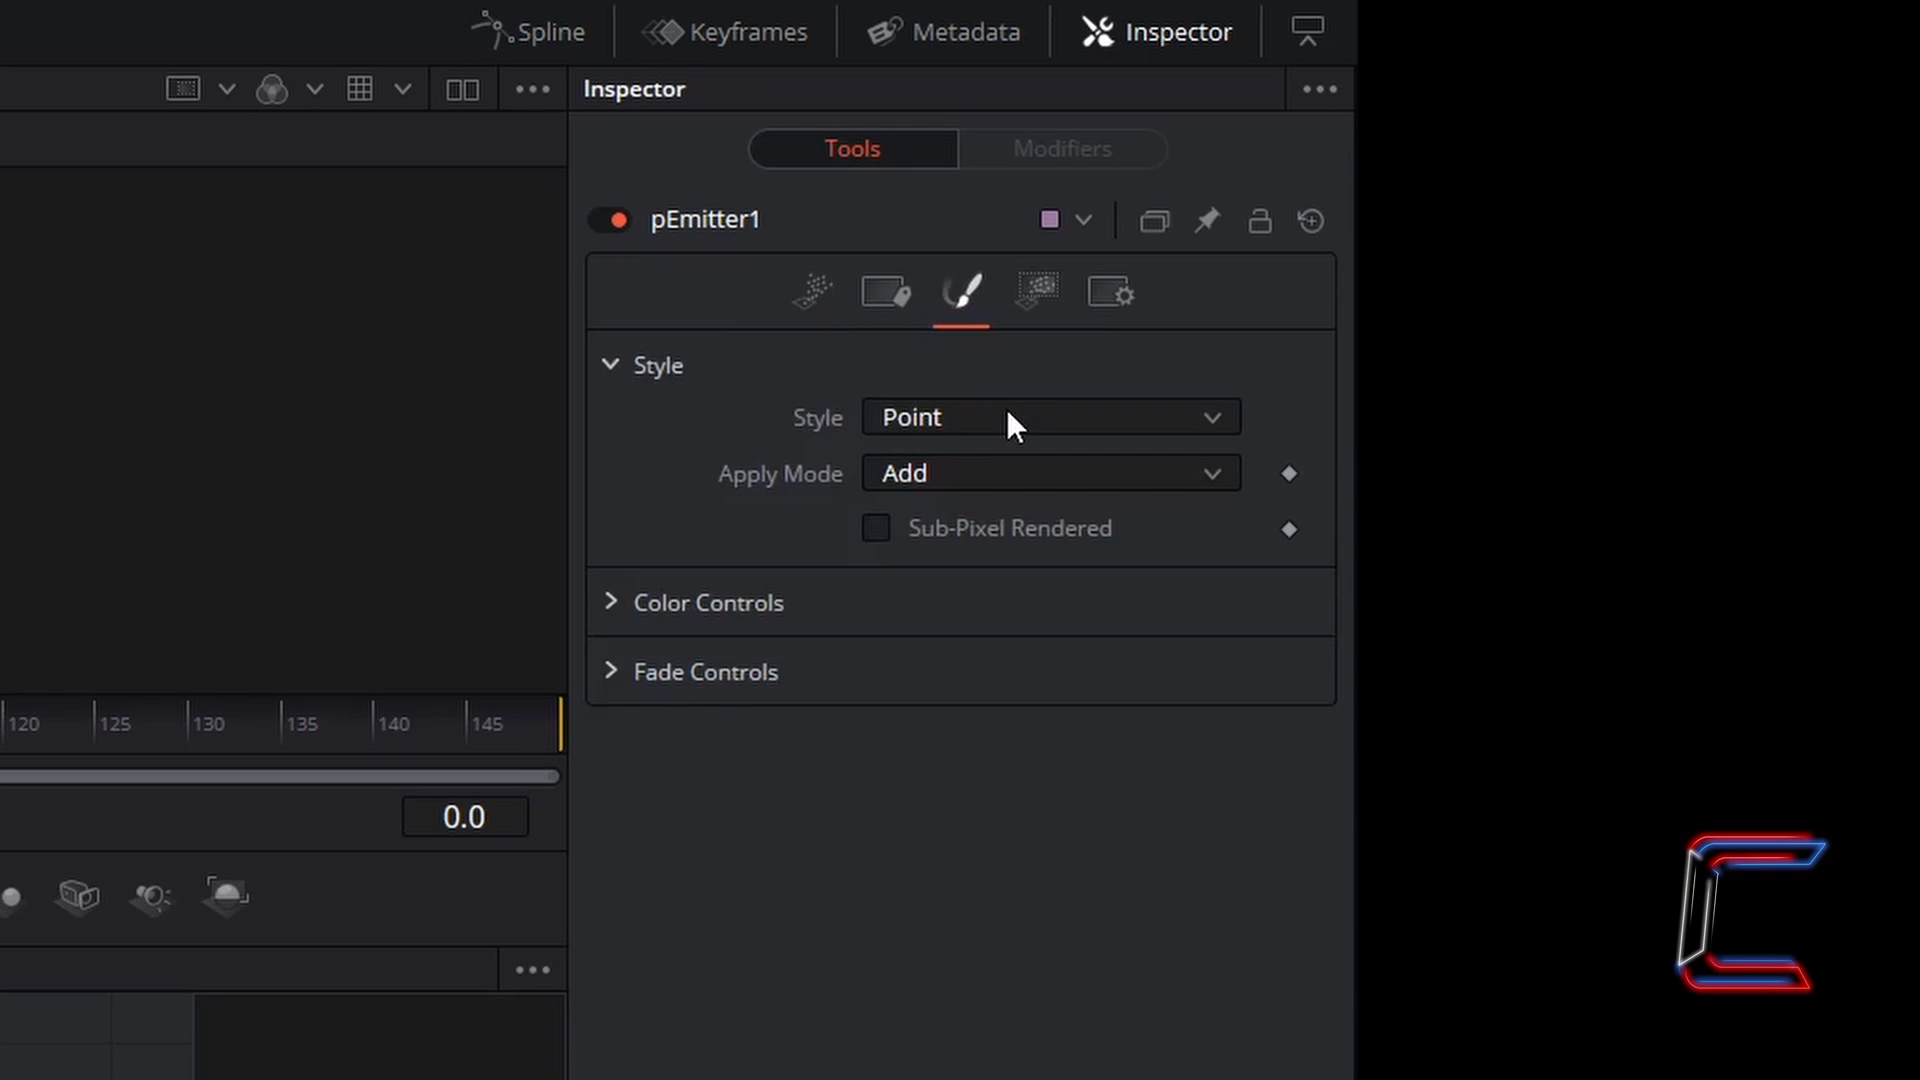 Spline
Keyframes
Metadata
Inspector
Inspector
Tools
Modifiers
pEmitter1
Style
Style
Point
Apply Mode
Add
Sub-Pixel Rendered
Color Controls
Fade Controls
120
125
130
135
140
145
0.0
C